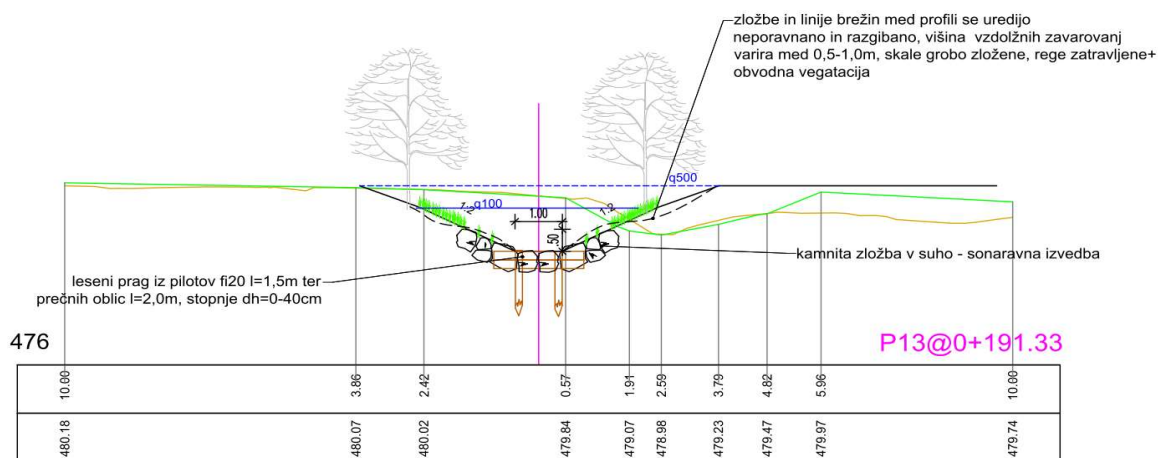 zložbe in linije brežin med profili se uredijo
neporavnano in razgibano, višina vzdolžnih zavarovanj
varira med 0,5-1,0m, skale grobo zložene, rege zatravljene+
obvodna vegatacija
q500
1:2
q100
1.00
1:2
.50
kamnita zložba v suho - sonaravna izvedba
leseni prag iz pilotov fi20 l=1,5m ter
prečnih oblic l=2,0m, stopnje dh=0-40cm
476
P13@0+191.33
10.00 3.86 2.42 0.57 1.91 2.59 3.79 4.82 5.96 10.00
480.18 480.07 480.02 479.84 479.07 478.98 479.23 479.47 479.97 479.74